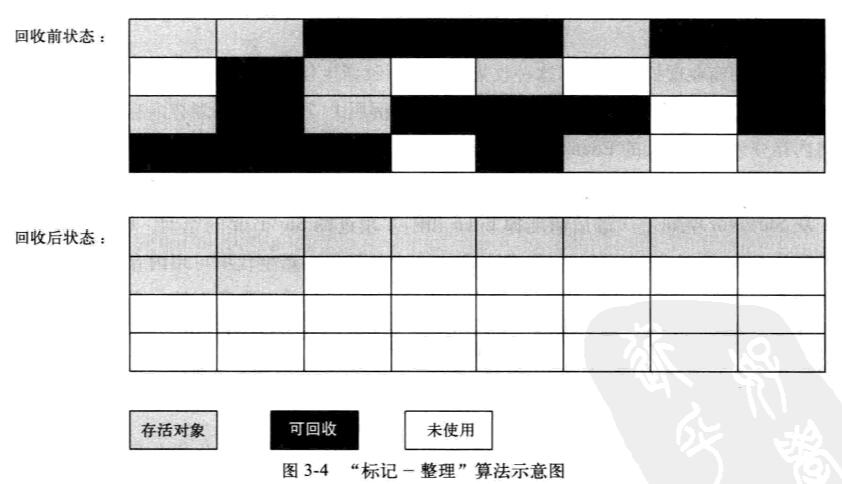 回收前状态：
回收后状态：
存活对象
可回收
未使用
图 3-4 “标记－整理”算法示意图